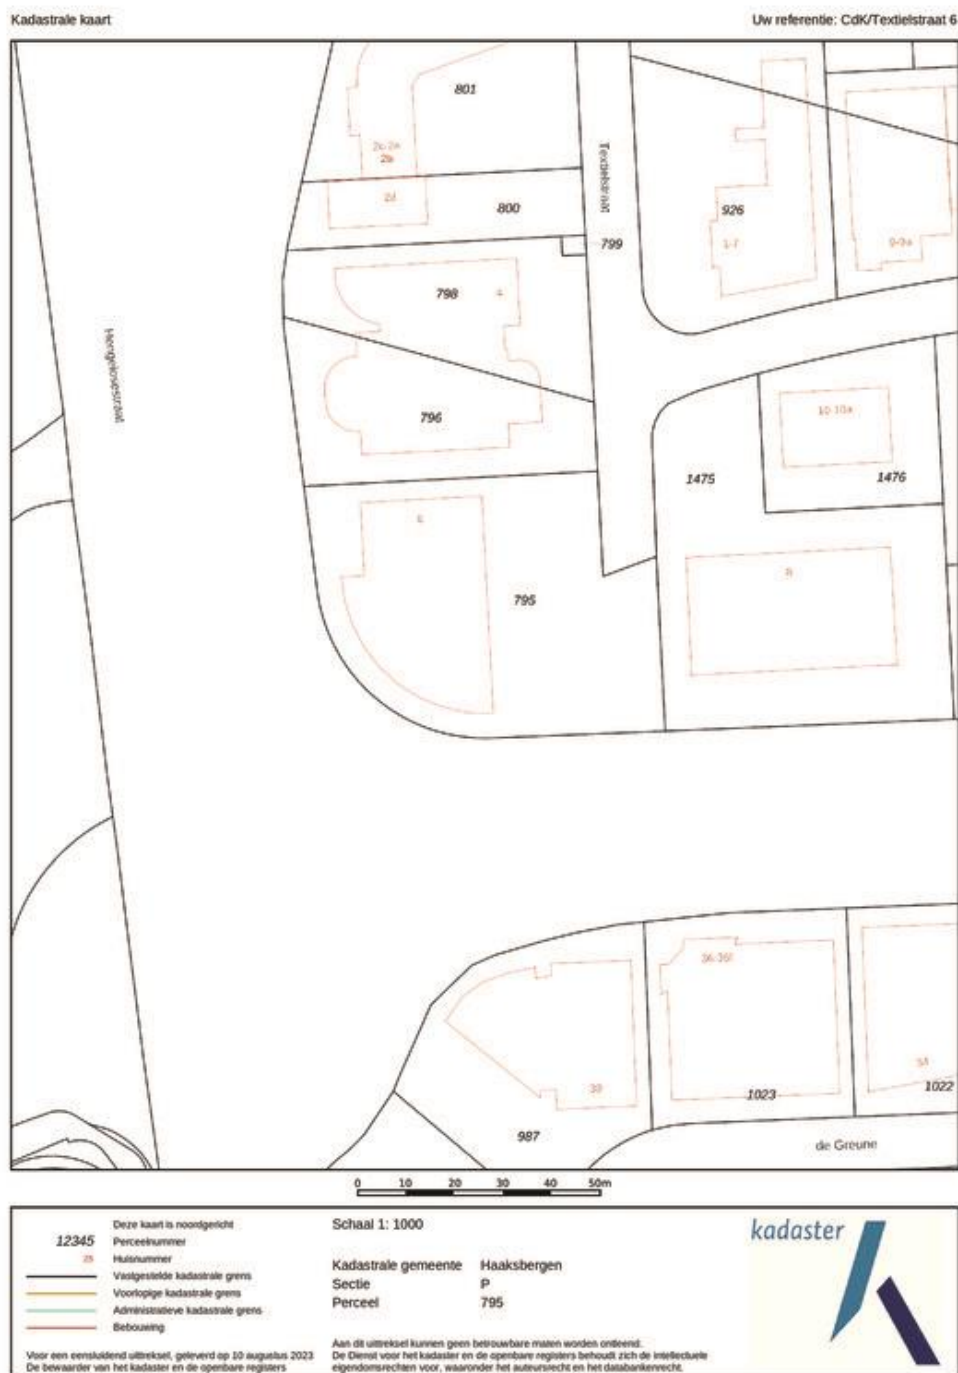 Kadastrale kaart
Uw referentie: CdK/Textielstraat 6
801
2b
2d
800
Textielstraat
799
926
1-7
9-9a
798
4
Hengelosestraat
796
10-10a
1475
1476
6
8
795
36-36f
38
1023
1022
987
de Greune
0 10 20 30 40 50m
Deze kaart is noordgericht
12345 Perceelnummer
25 Huisnummer
Vastgestelde kadastrale grens
Voorlopige kadastrale grens
Administratieve kadastrale grens
Bebouwing
Voor een eensluidend uittreksel, geleverd op 10 augustus 2023
De bewaarder van het kadaster en de openbare registers
Schaal 1: 1000
Kadastrale gemeente Haaksbergen
Sectie P
Perceel 795
Aan dit uittreksel kunnen geen betrouwbare maten worden ontleend.
De Dienst voor het kadaster en de openbare registers behoudt zich de intellectuele
eigendomsrechten voor, waaronder het auteursrecht en het databankenrecht.
kadaster